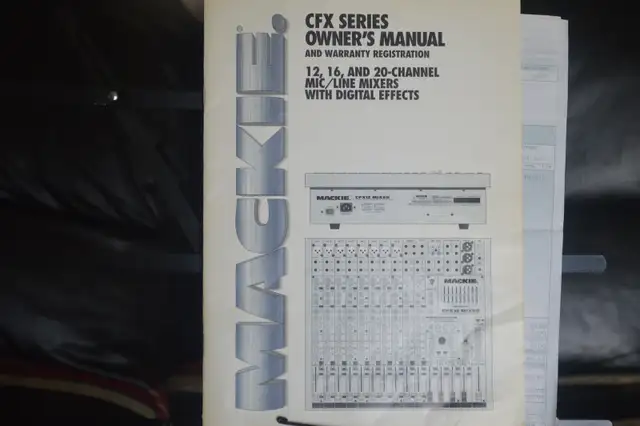 MACKIE.
CFX SERIES
OWNER'S MANUAL
AND WARRANTY REGISTRATION
12, 16, AND 20-CHANNEL
MIC/LINE MIXERS
WITH DIGITAL EFFECTS
MACKIE.
MACKIE.